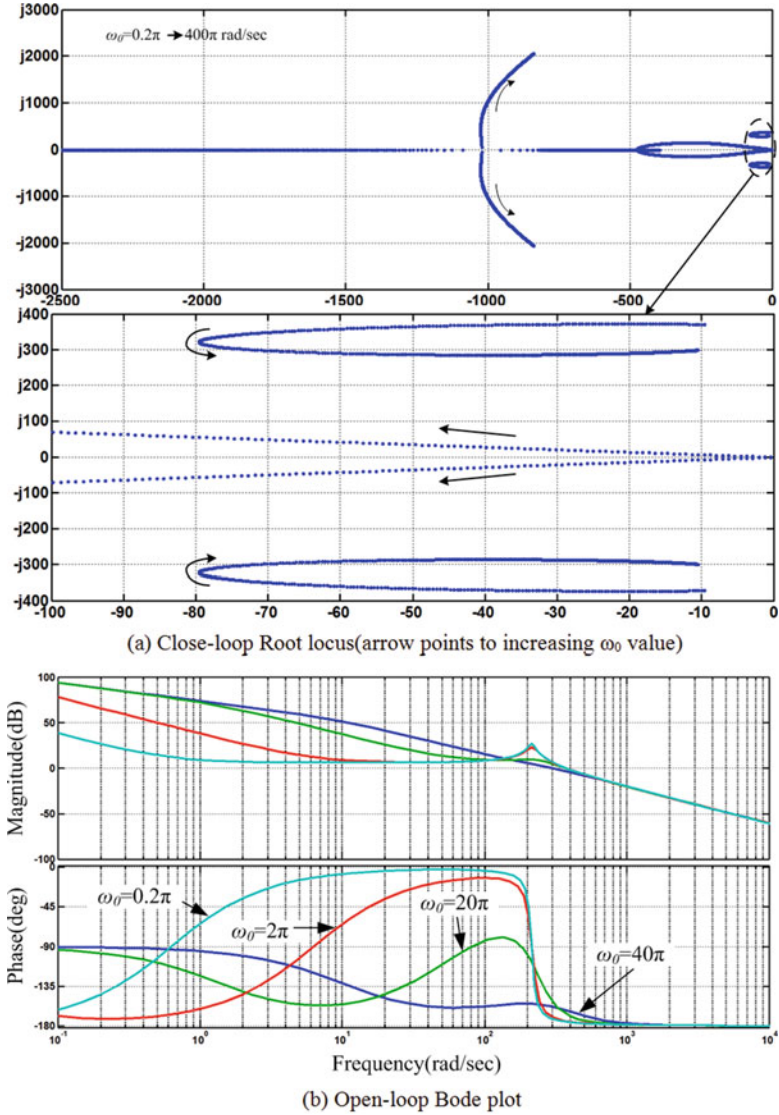 j3000
ω0=0.2π → 400π rad/sec
j2000
j1000
0
-j1000
-j2000
-j3000
-2500 -2000 -1500 -1000 -500 0
j400
j300
j200
j100
0
-j100
-j200
-j300
-j400
-100 -90 -80 -70 -60 -50 -40 -30 -20 -10 0
(a) Close-loop Root locus(arrow points to increasing ω0 value)
100
50
0
-50
-100
Magnitude(dB)
0
-45
-90
-135
-180
Phase(deg)
ω0=0.2π
ω0=2π
ω0=20π
ω0=40π
10-1 100 101 102 103 104
Frequency(rad/sec)
(b) Open-loop Bode plot